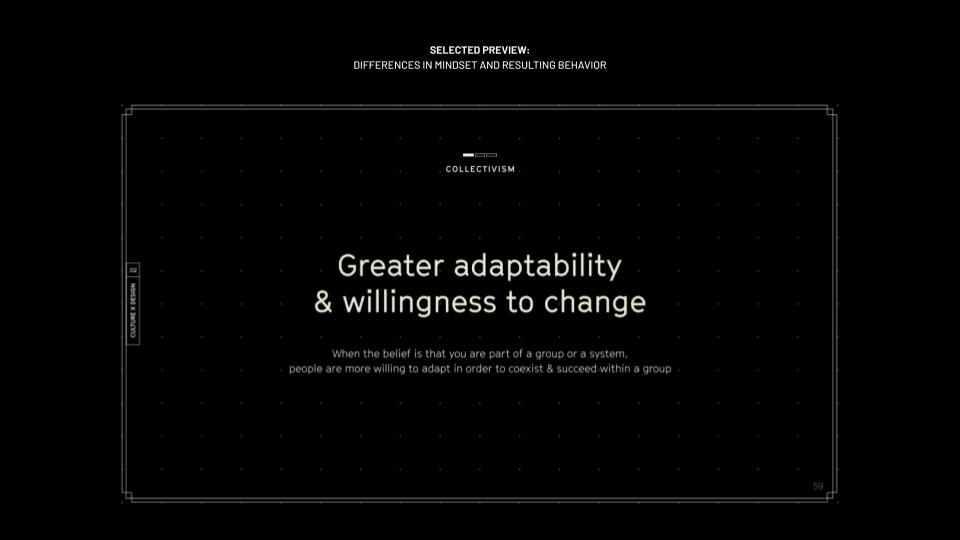 SELECTED PREVIEW:
DIFFERENCES IN MINDSET AND RESULTING BEHAVIOR
COLLECTIVISM
Greater adaptability
& willingness to change
When the belief is that you are part of a group or a system,
people are more willing to adapt in order to coexist & succeed within a group
CULTURE X DESIGN 02
59